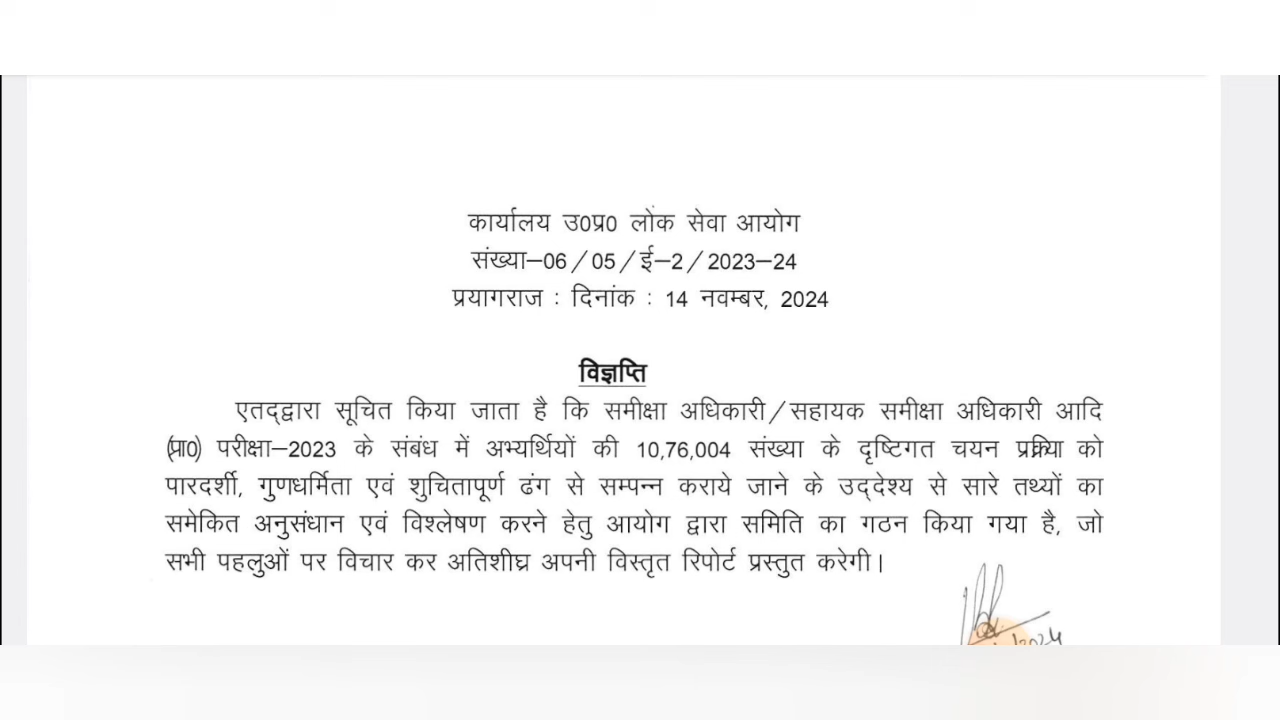 कार्यालय उ0प्र0 लोक सेवा आयोग
संख्या–06/05/ई–2/2023–24
प्रयागराज : दिनांक : 14 नवम्बर, 2024
विज्ञप्ति
एतद्द्वारा सूचित किया जाता है कि समीक्षा अधिकारी/सहायक समीक्षा अधिकारी आदि
(प्रा0) परीक्षा–2023 के संबंध में अभ्यर्थियों की 10,76,004 संख्या के दृष्टिगत चयन प्रक्रिया को
पारदर्शी, गुणधर्मिता एवं शुचितापूर्ण ढंग से सम्पन्न कराये जाने के उद्देश्य से सारे तथ्यों का
समेकित अनुसंधान एवं विश्लेषण करने हेतु आयोग द्वारा समिति का गठन किया गया है, जो
सभी पहलुओं पर विचार कर अतिशीघ्र अपनी विस्तृत रिपोर्ट प्रस्तुत करेगी।